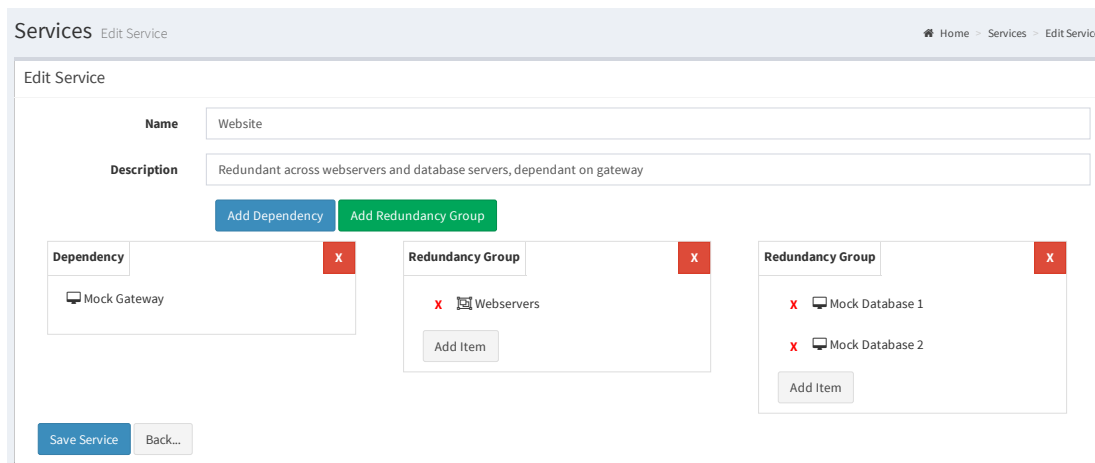 Services Edit Service
Home > Services > Edit Service
Edit Service
Name Website
Description Redundant across webservers and database servers, dependant on gateway
Add Dependency Add Redundancy Group
Dependency X Redundancy Group X Redundancy Group X
Mock Gateway X Webservers X Mock Database 1
Add Item X Mock Database 2
Add Item
Save Service Back...